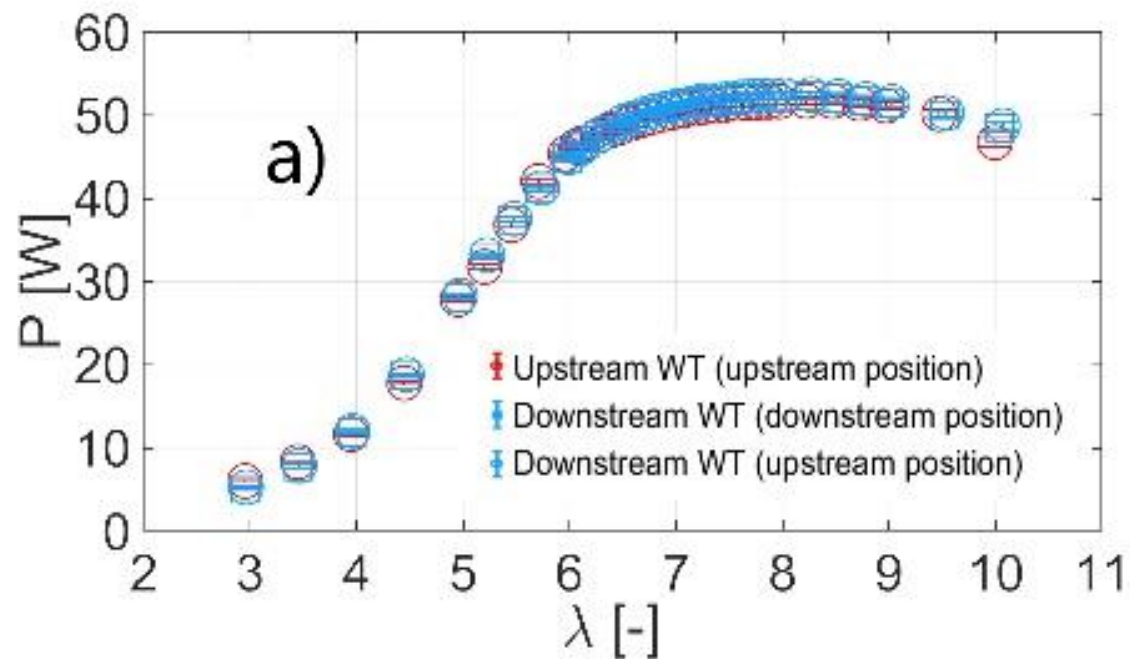 60
50
40
30
20
10
0
P [W]
a)
Upstream WT (upstream position)
Downstream WT (downstream position)
Downstream WT (upstream position)
2 3 4 5 6 7 8 9 10 11
λ [-]